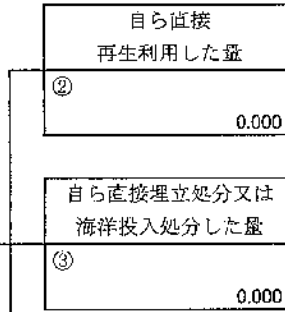 自ら直接
再生利用した量
②
0.000
自ら直接埋立処分又は
海洋投入処分した量
③
0.000